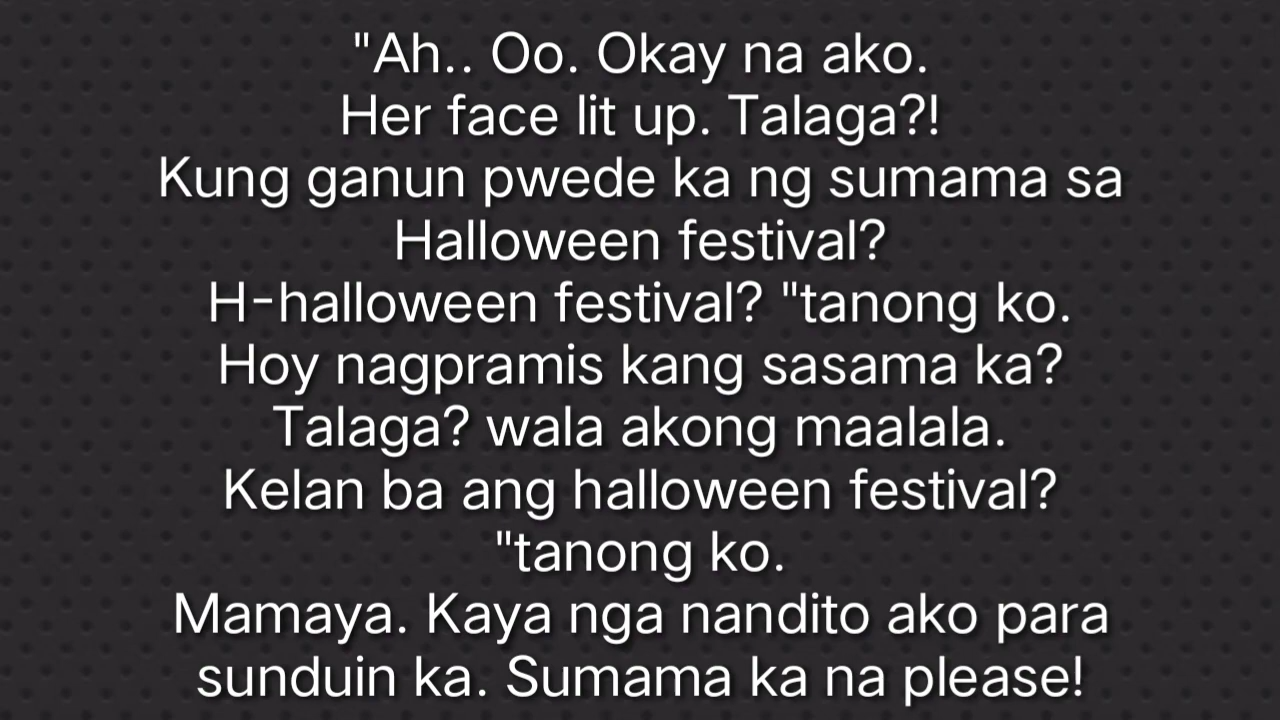 "Ah.. Oo. Okay na ako.
Her face lit up. Talaga?!
Kung ganun pwede ka ng sumama sa
Halloween festival?
H-halloween festival? "tanong ko.
Hoy nagpramis kang sasama ka?
Talaga? wala akong maalala.
Kelan ba ang halloween festival?
"tanong ko.
Mamaya. Kaya nga nandito ako para
sunduin ka. Sumama ka na please!